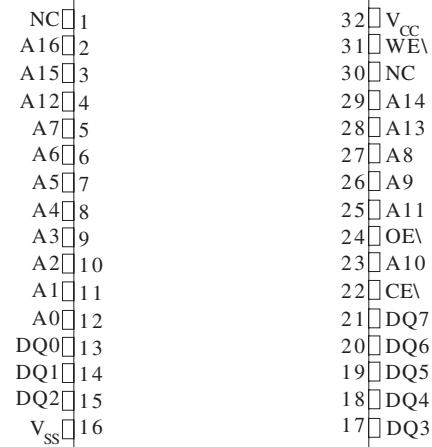 NC 1 32 V_CC
A16 2 31 WE\
A15 3 30 NC
A12 4 29 A14
A7 5 28 A13
A6 6 27 A8
A5 7 26 A9
A4 8 25 A11
A3 9 24 OE\
A2 10 23 A10
A1 11 22 CE\
A0 12 21 DQ7
DQ0 13 20 DQ6
DQ1 14 19 DQ5
DQ2 15 18 DQ4
V_SS 16 17 DQ3